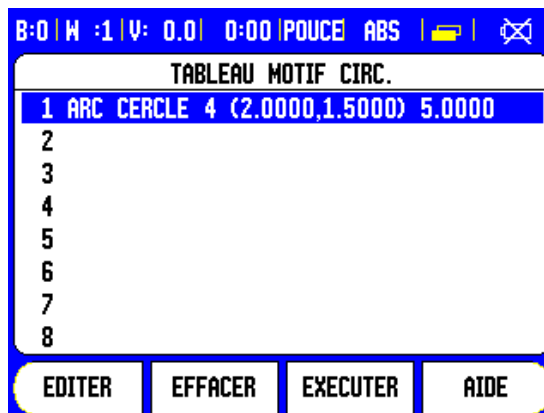 B:0 | W :1 | V: 0.0 | 0:00 | POUCE ABS
TABLEAU MOTIF CIRC.
1 ARC CERCLE 4 (2.0000,1.5000) 5.0000
2
3
4
5
6
7
8
EDITER EFFACER EXECUTER AIDE